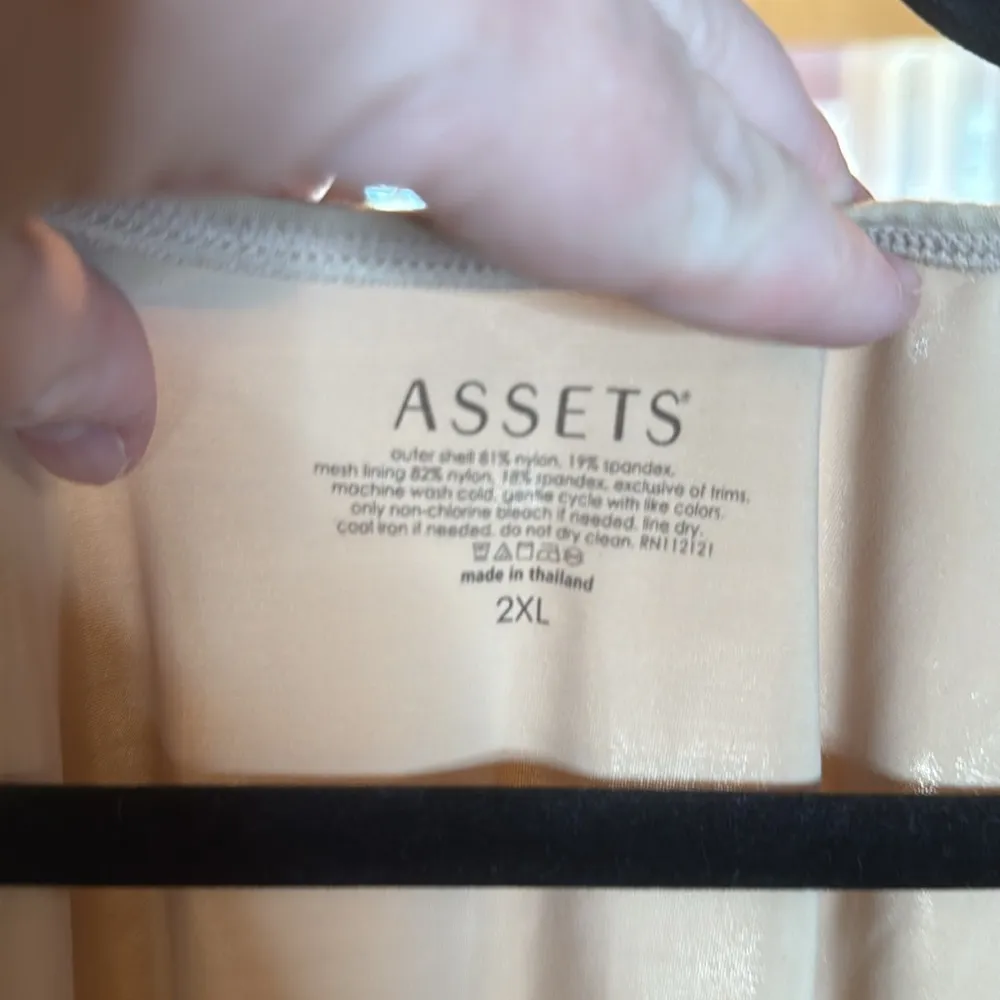 ASSETS®
outer shell 81% nylon, 19% spandex,
mesh lining 82% nylon, 18% spandex, exclusive of trims.
machine wash cold, gentle cycle with like colors.
only non-chlorine bleach if needed. line dry.
cool iron if needed. do not dry clean. RN112121
made in thailand
2XL